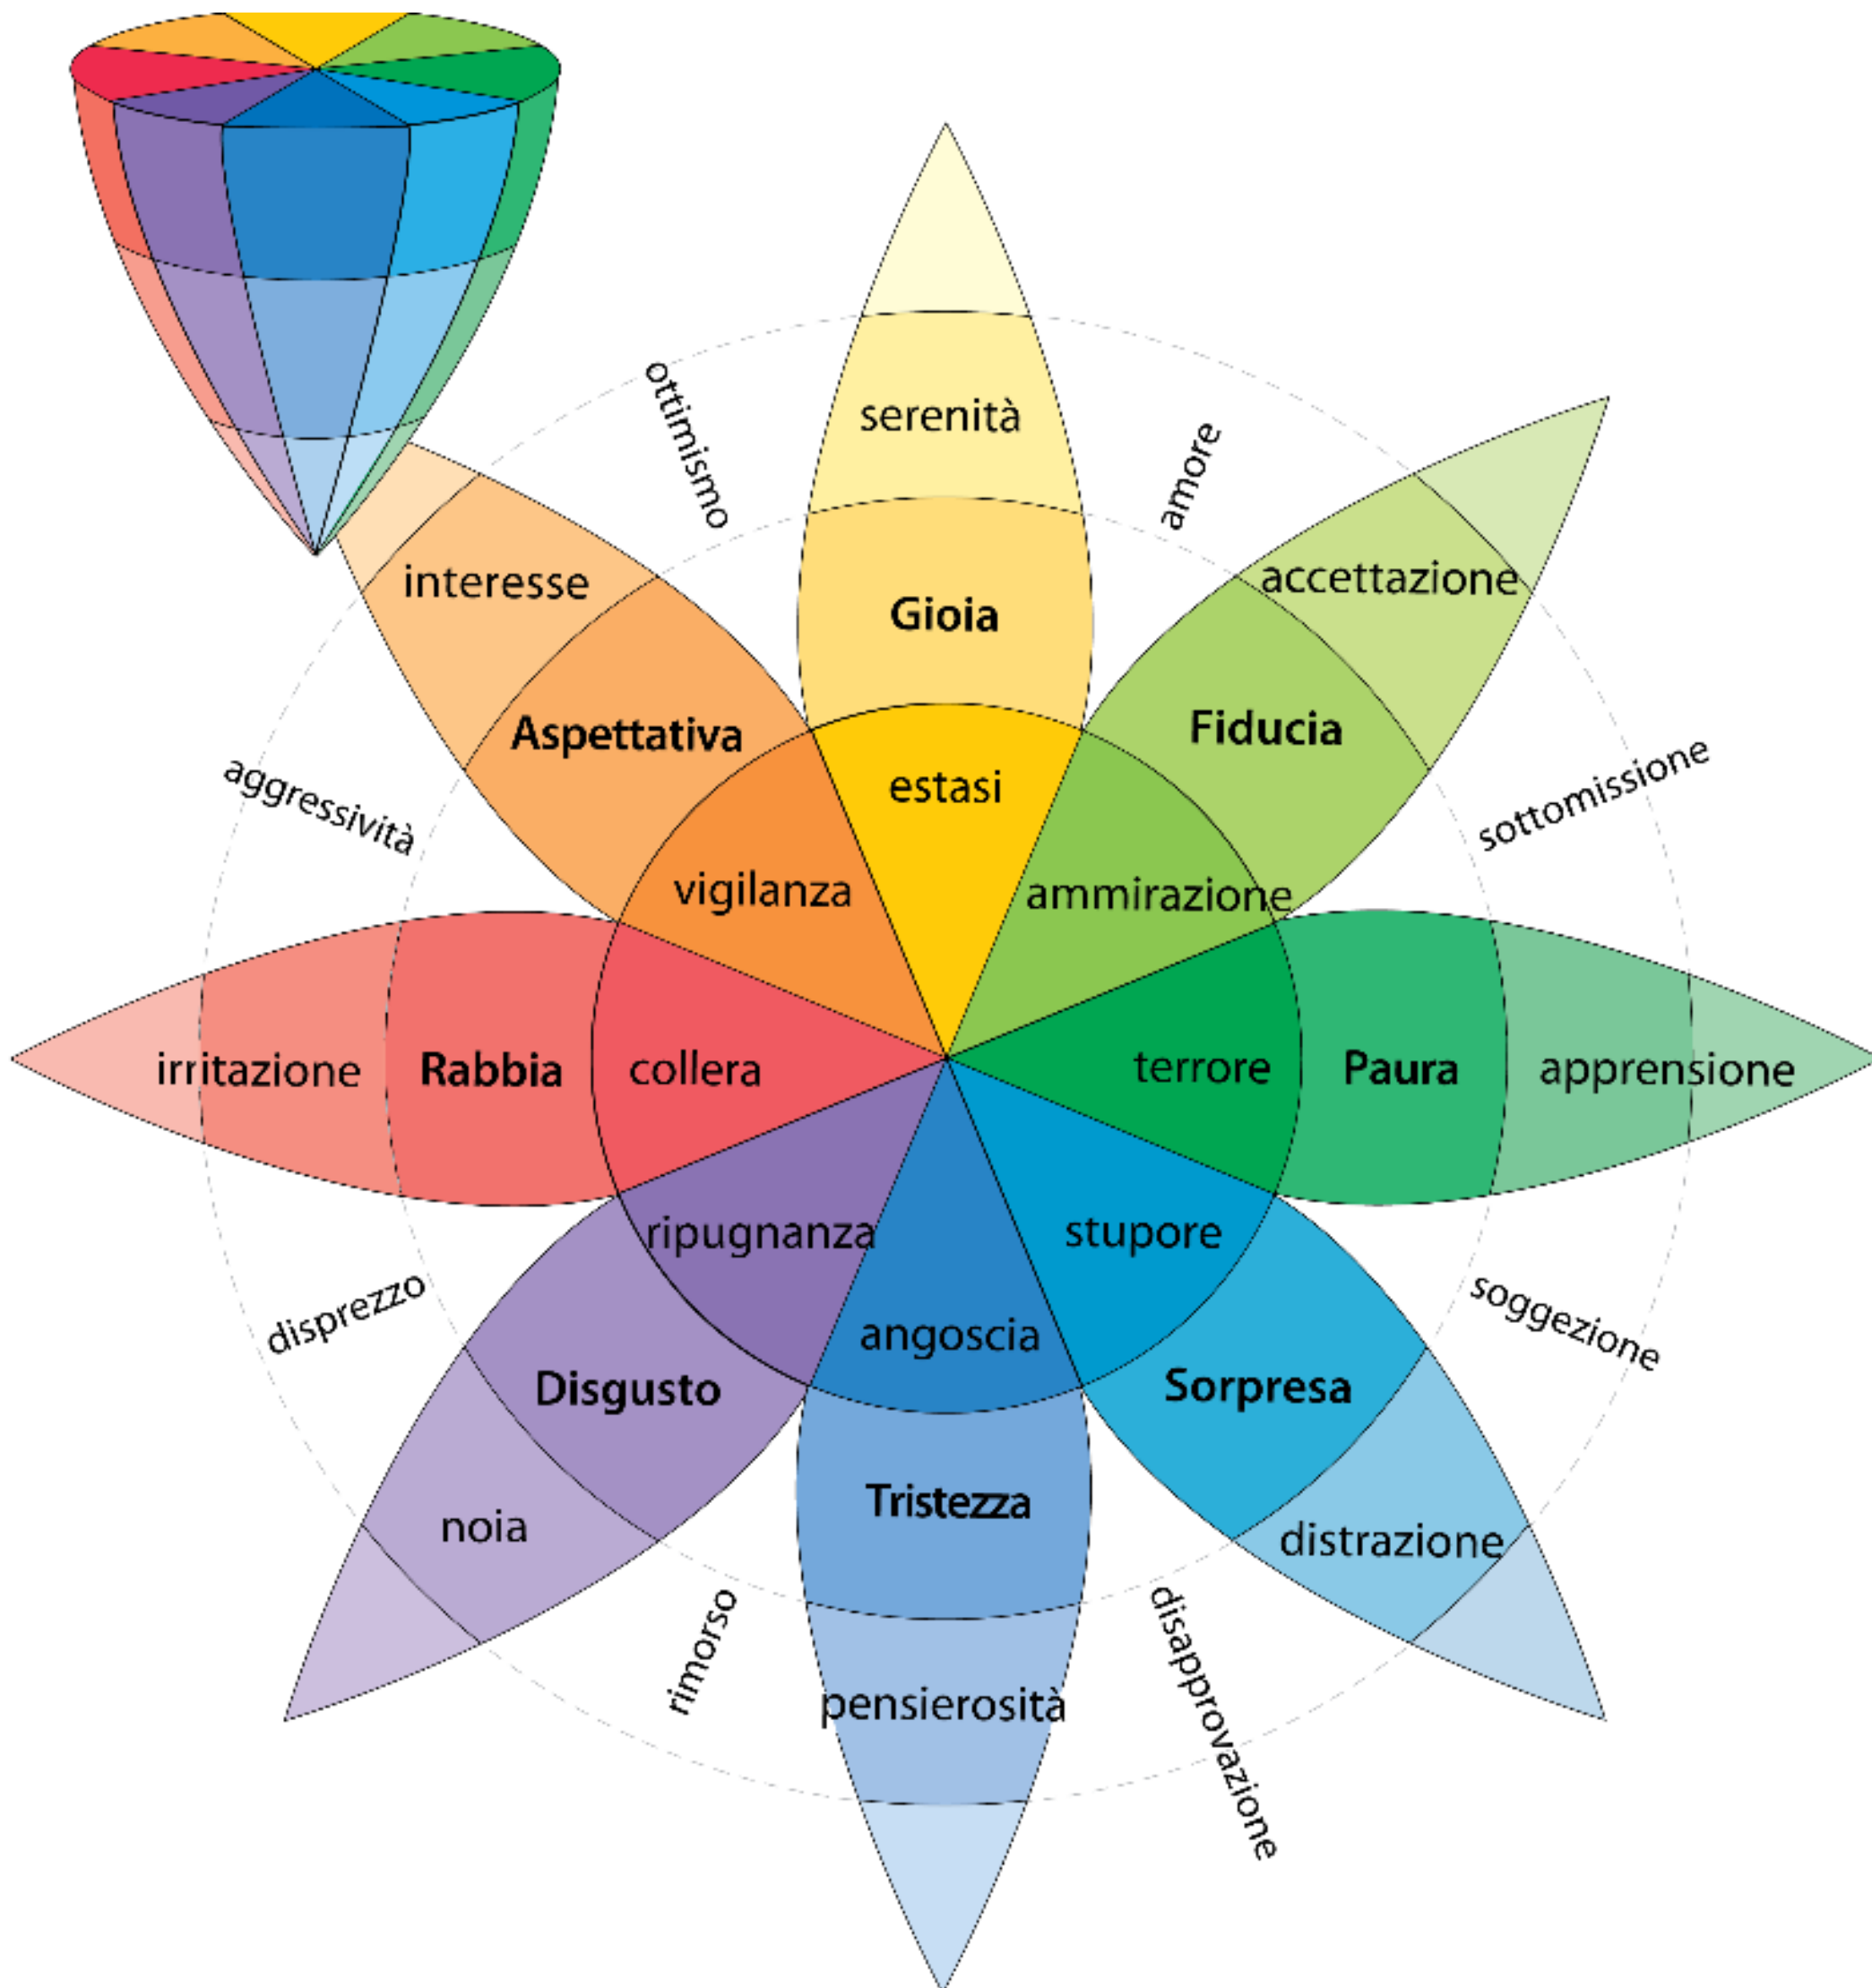 ottimismo
serenità
amore
interesse
accettazione
Gioia
Aspettativa
Fiducia
aggressività
estasi
sottomissione
vigilanza
ammirazione
irritazione
Rabbia
collera
terrore
Paura
apprensione
ripugnanza
stupore
disprezzo
angoscia
soggezione
Disgusto
Sorpresa
noia
Tristezza
distrazione
rimorso
pensierosità
disapprovazione